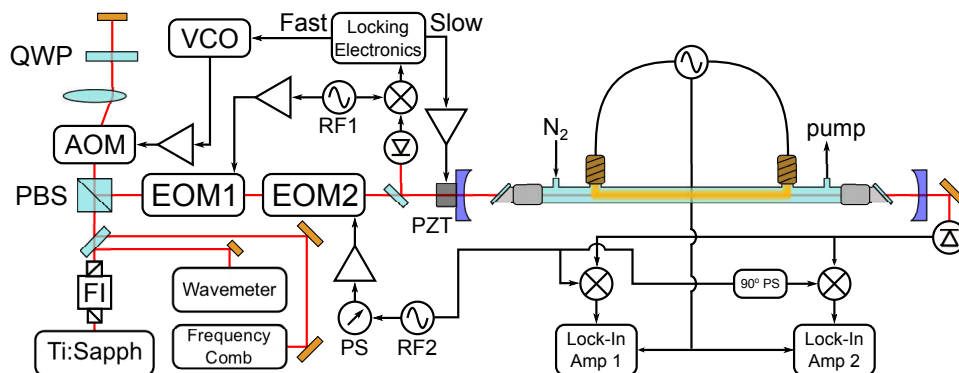 Fast
Slow
VCO
Locking
Electronics
QWP
RF1
AOM
N2
pump
PBS
EOM1
EOM2
PZT
FI
Wavemeter
90° PS
Ti:Sapph
Frequency
Comb
PS
RF2
Lock-In
Amp 1
Lock-In
Amp 2